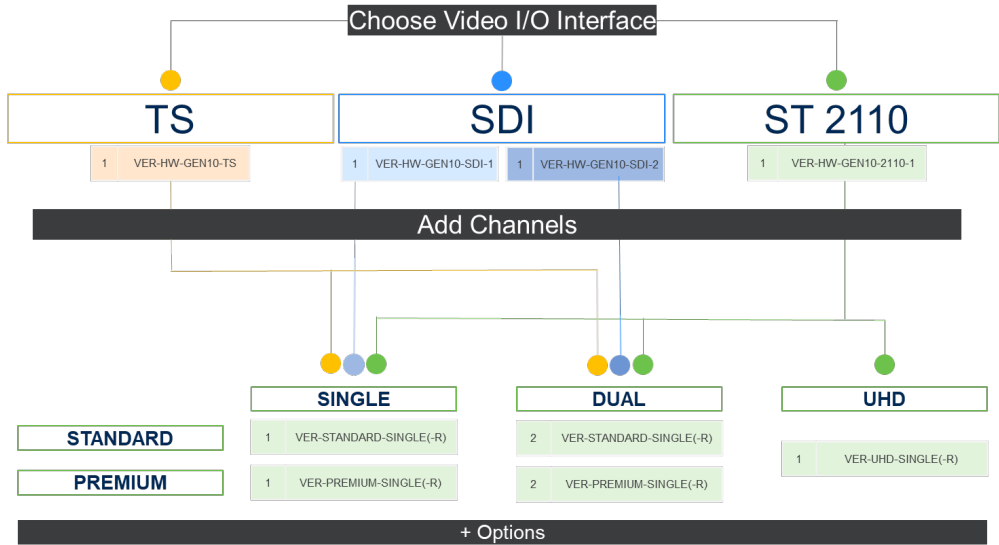 Choose Video I/O Interface
TS
SDI
ST 2110
1 VER-HW-GEN10-TS
1 VER-HW-GEN10-SDI-1
1 VER-HW-GEN10-SDI-2
1 VER-HW-GEN10-2110-1
Add Channels
SINGLE
DUAL
UHD
STANDARD
1 VER-STANDARD-SINGLE(-R)
2 VER-STANDARD-SINGLE(-R)
1 VER-UHD-SINGLE(-R)
PREMIUM
1 VER-PREMIUM-SINGLE(-R)
2 VER-PREMIUM-SINGLE(-R)
+ Options